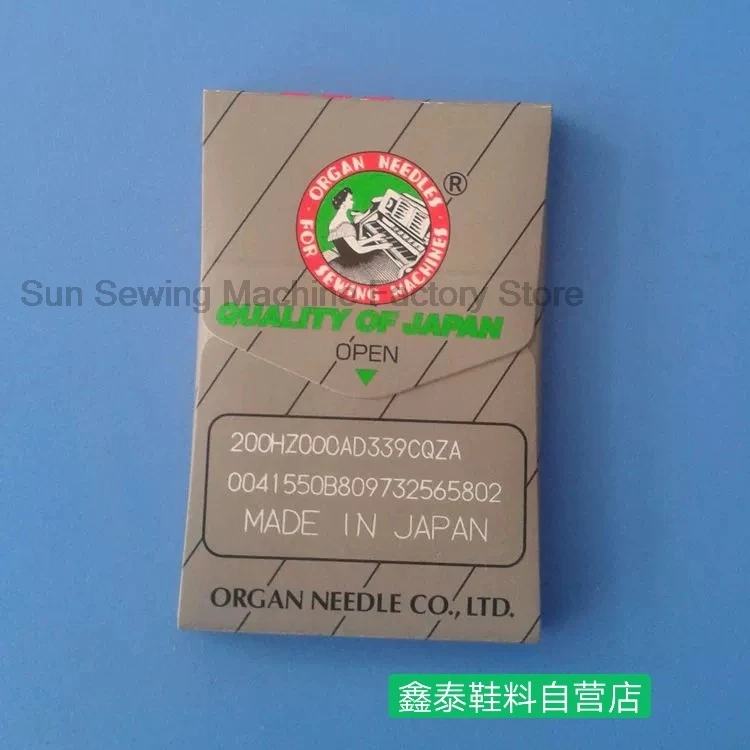 ORGAN NEEDLES
FOR SEWING MACHINES
®
Sun Sewing Machine Factory Store
QUALITY OF JAPAN
OPEN
200HZ000AD339CQZA
0041550B809732565802
MADE IN JAPAN
ORGAN NEEDLE CO., LTD.
鑫泰鞋料自营店